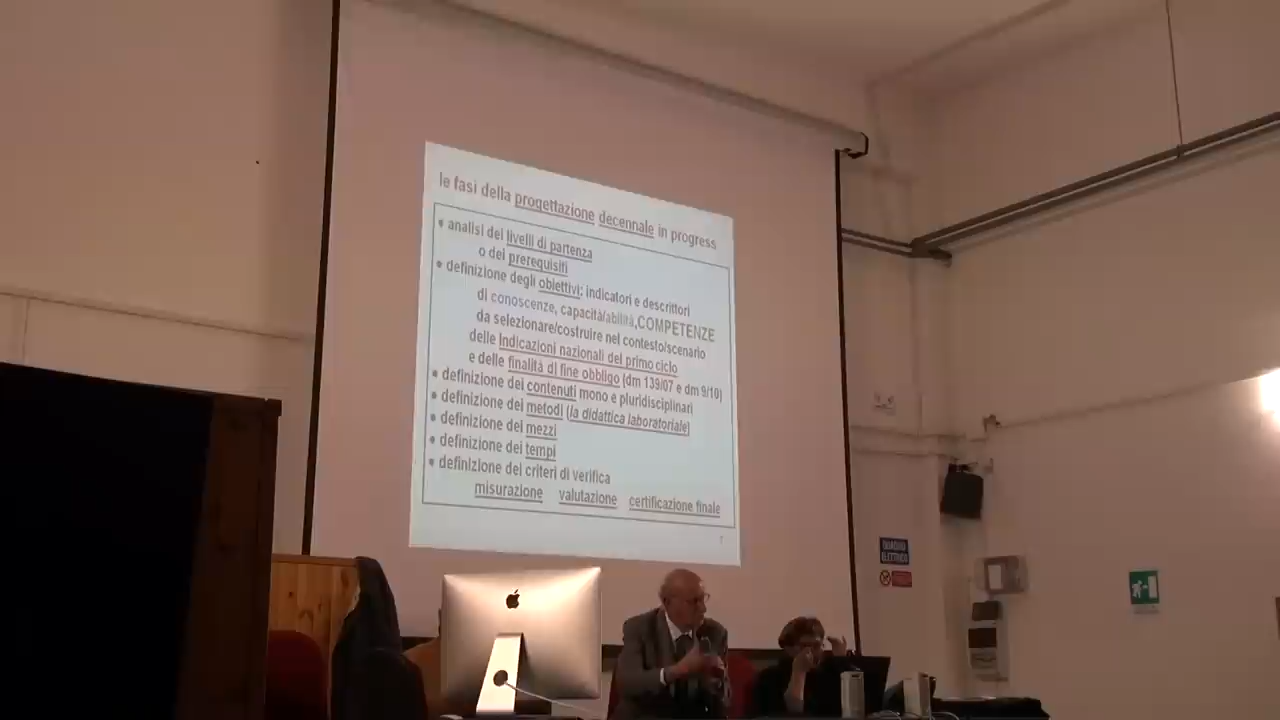 le fasi della progettazione decennale in progress
• analisi dei livelli di partenza
o dei prerequisiti
• definizione degli obiettivi: indicatori e descrittori
di conoscenze, capacità/abilità,COMPETENZE
da selezionare/costruire nel contesto/scenario
delle Indicazioni nazionali del primo ciclo
e delle finalità di fine obbligo (dm 139/07 e dm 9/10)
• definizione dei contenuti mono e pluridisciplinari
• definizione dei metodi (la didattica laboratoriale)
• definizione dei mezzi
• definizione dei tempi
• definizione dei criteri di verifica
misurazione valutazione certificazione finale
QUADRO
ELETTRICO